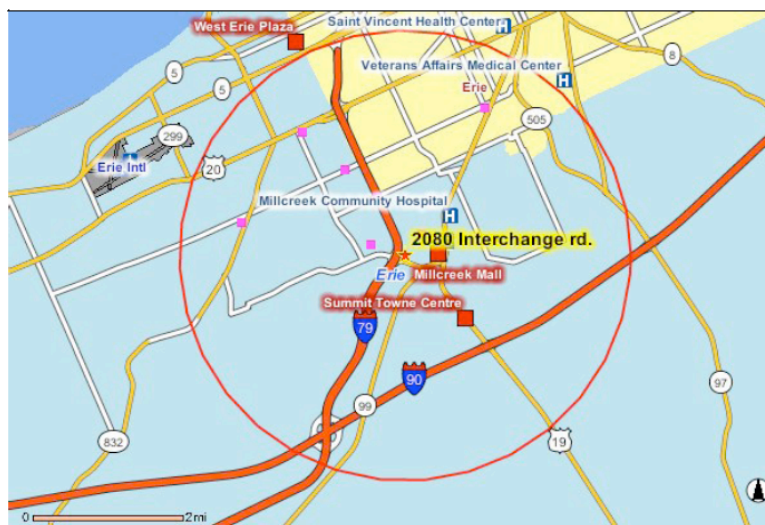 Saint Vincent Health Center
West Erie Plaza
8
5
Veterans Affairs Medical Center
H
H
5
Erie
505
299
Erie Intl
20
Millcreek Community Hospital
H
2080 Interchange rd.
Erie
Millcreek Mall
Summit Towne Centre
79
90
97
99
832
19
0
2mi